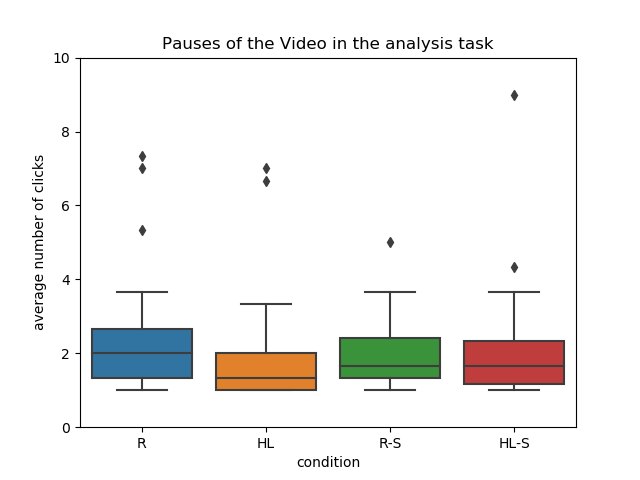 Pauses of the Video in the analysis task
10
8
6
4
2
0
average number of clicks
R HL R-S HL-S
condition